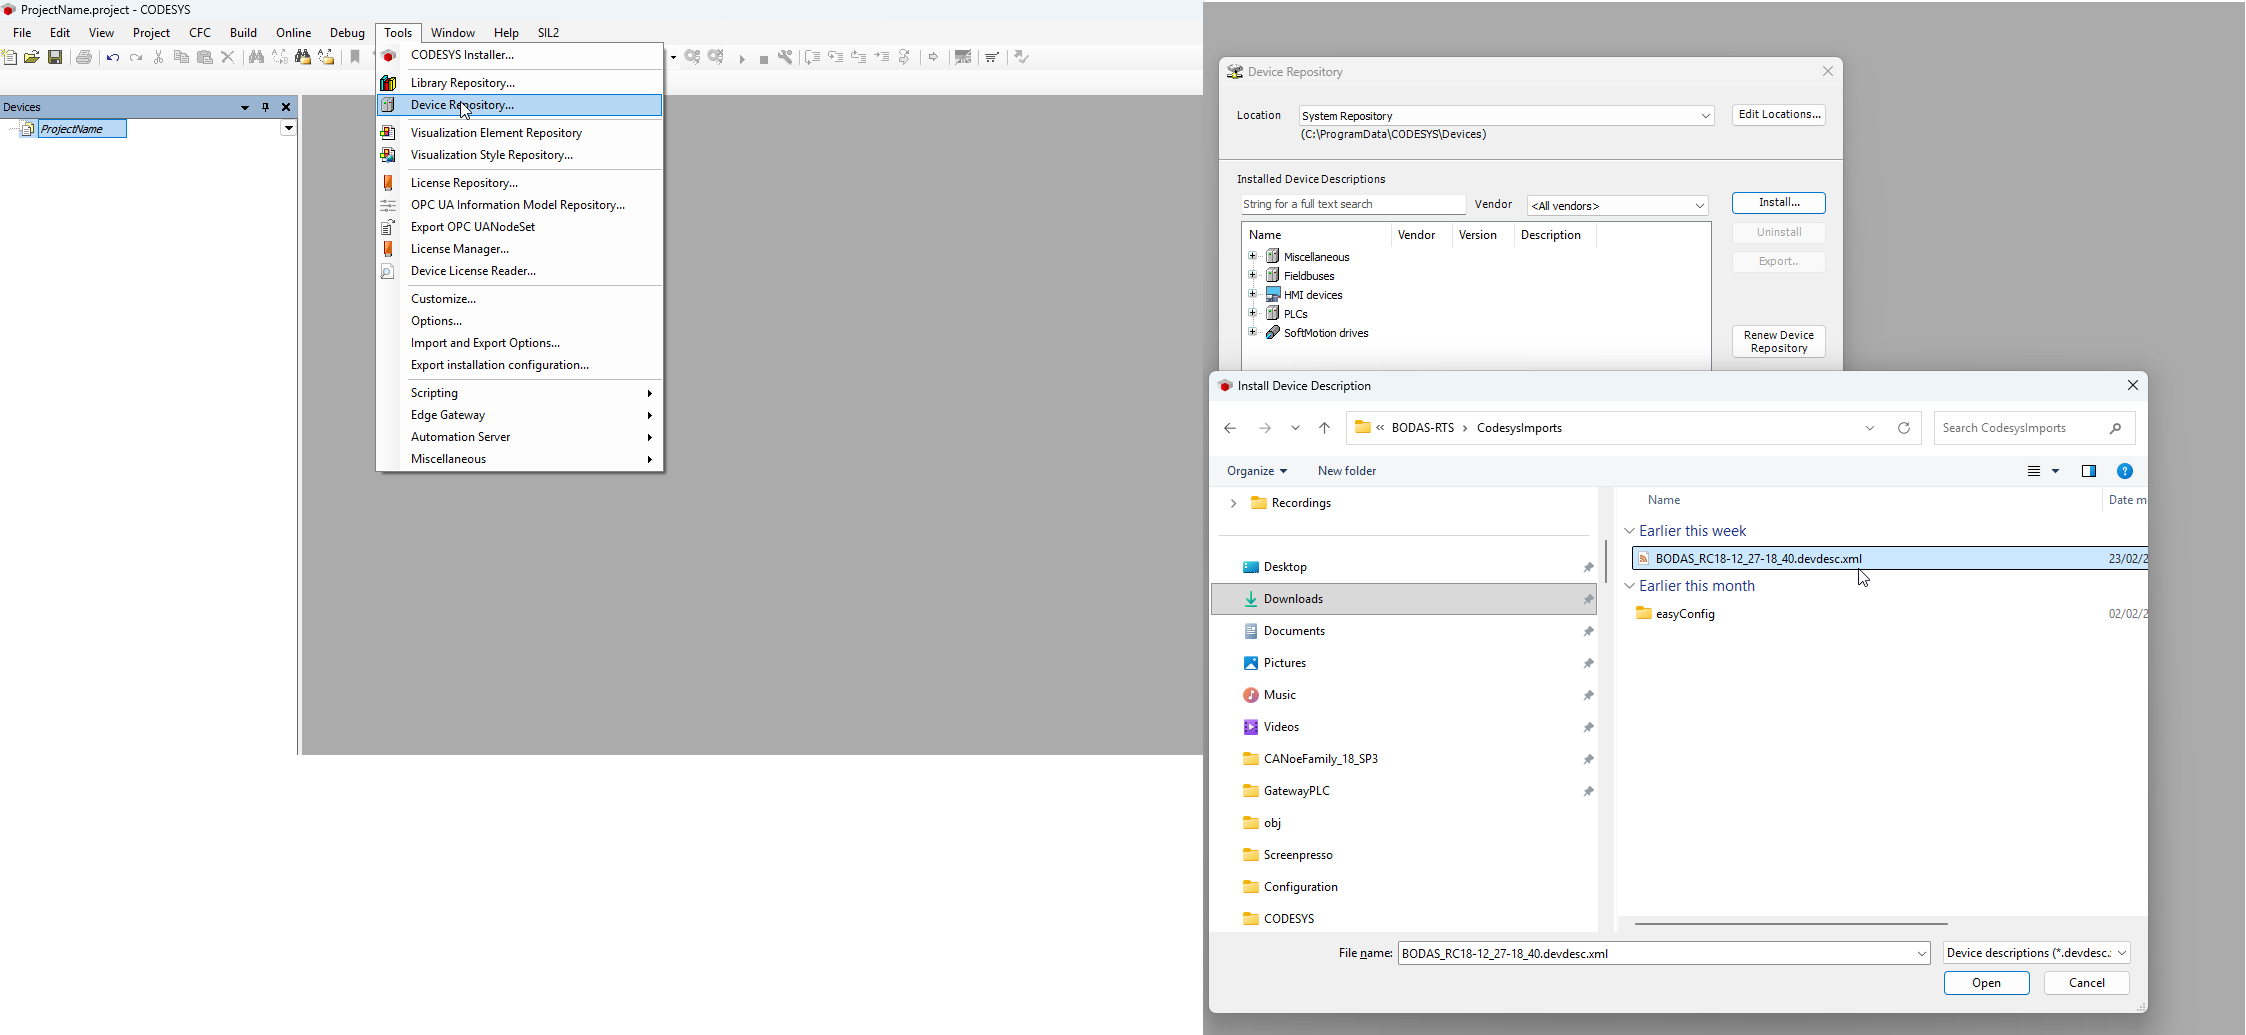 ProjectName.project - CODESYS
File Edit View Project CFC Build Online Debug Tools Window Help SIL2
Devices
ProjectName
CODESYS Installer...
Library Repository...
Device Repository...
Visualization Element Repository
Visualization Style Repository...
License Repository...
OPC UA Information Model Repository...
Export OPC UANodeSet
License Manager...
Device License Reader...
Customize...
Options...
Import and Export Options...
Export installation configuration...
Scripting
Edge Gateway
Automation Server
Miscellaneous
Device Repository
Location System Repository Edit Locations...
(C:\ProgramData\CODESYS\Devices)
Installed Device Descriptions
String for a full text search Vendor <All vendors> Install...
Uninstall
Export..
Name Vendor Version Description
Miscellaneous
Fieldbuses
HMI devices
PLCs
SoftMotion drives
Renew Device
Repository
Install Device Description
« BODAS-RTS > CodesysImports Search CodesysImports
Organize New folder
Recordings
Desktop
Downloads
Documents
Pictures
Music
Videos
CANoeFamily_18_SP3
GatewayPLC
obj
Screenpresso
Configuration
CODESYS
Name Date m
Earlier this week
BODAS_RC18-12_27-18_40.devdesc.xml 23/02/2
Earlier this month
easyConfig 02/02/2
File name: BODAS_RC18-12_27-18_40.devdesc.xml Device descriptions (*.devdesc.:
Open Cancel